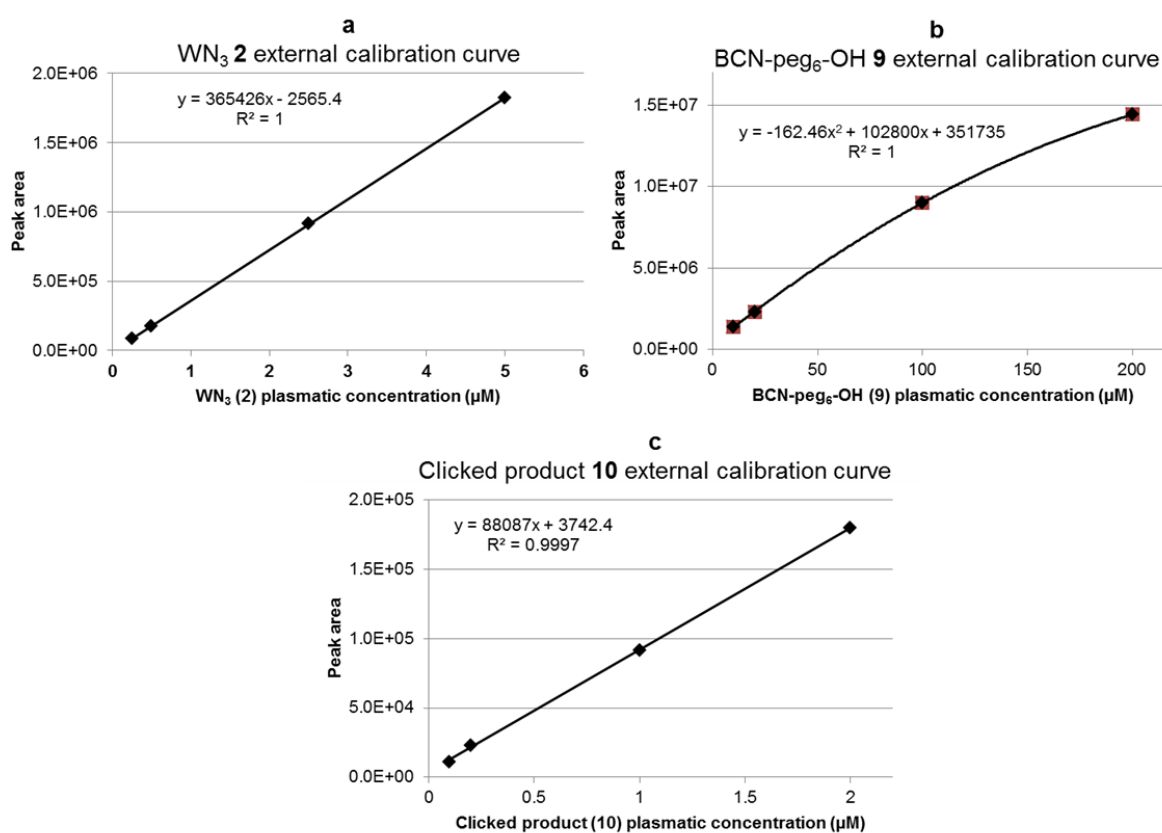 a
WN₃ 2 external calibration curve
2.0E+06
1.5E+06
1.0E+06
5.0E+05
0.0E+00
Peak area
y = 365426x - 2565.4
R² = 1
0 1 2 3 4 5 6
WN₃ (2) plasmatic concentration (µM)
b
BCN-peg₆-OH 9 external calibration curve
1.5E+07
1.0E+07
5.0E+06
0.0E+00
Peak area
y = -162.46x² + 102800x + 351735
R² = 1
0 50 100 150 200
BCN-peg₆-OH (9) plasmatic concentration (µM)
c
Clicked product 10 external calibration curve
2.0E+05
1.5E+05
1.0E+05
5.0E+04
0.0E+00
Peak area
y = 88087x + 3742.4
R² = 0.9997
0 0.5 1 1.5 2
Clicked product (10) plasmatic concentration (µM)